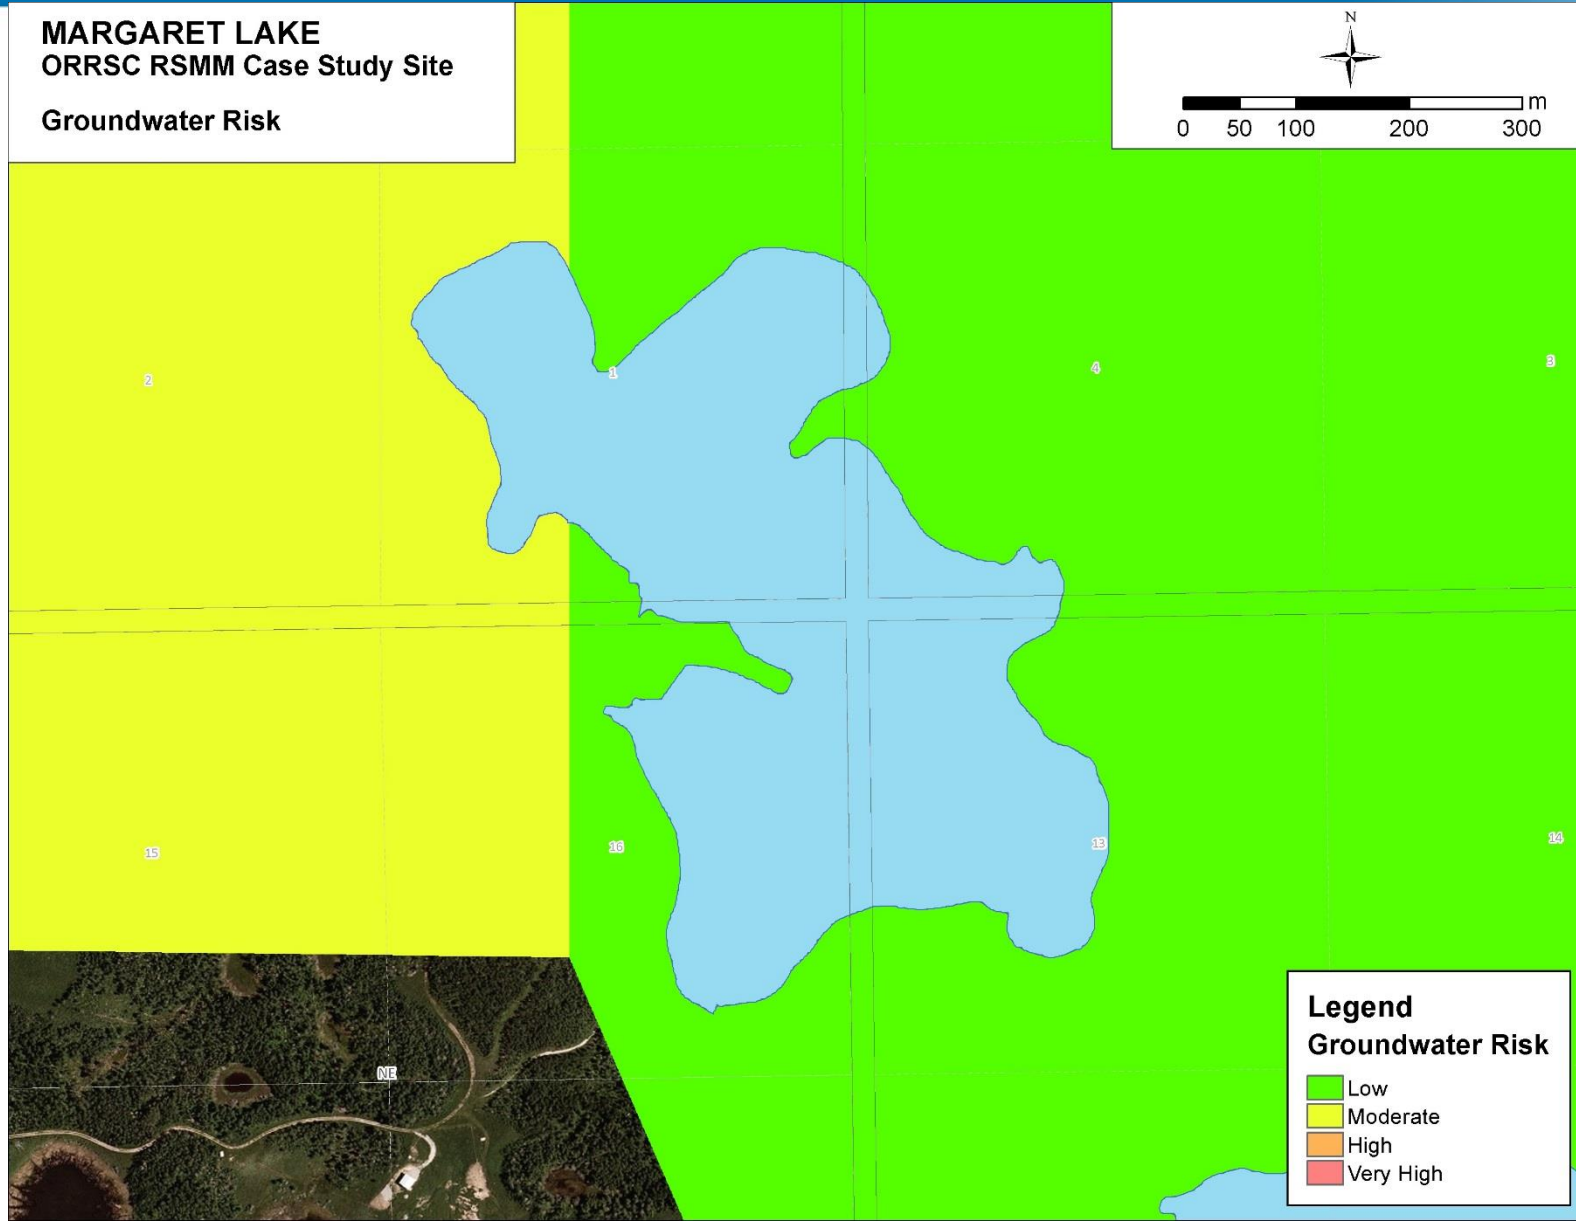 MARGARET LAKE
ORRSC RSMM Case Study Site
Groundwater Risk
N
m
0 50 100 200 300
2
1
4
3
15
16
13
14
NE
Legend
Groundwater Risk
Low
Moderate
High
Very High